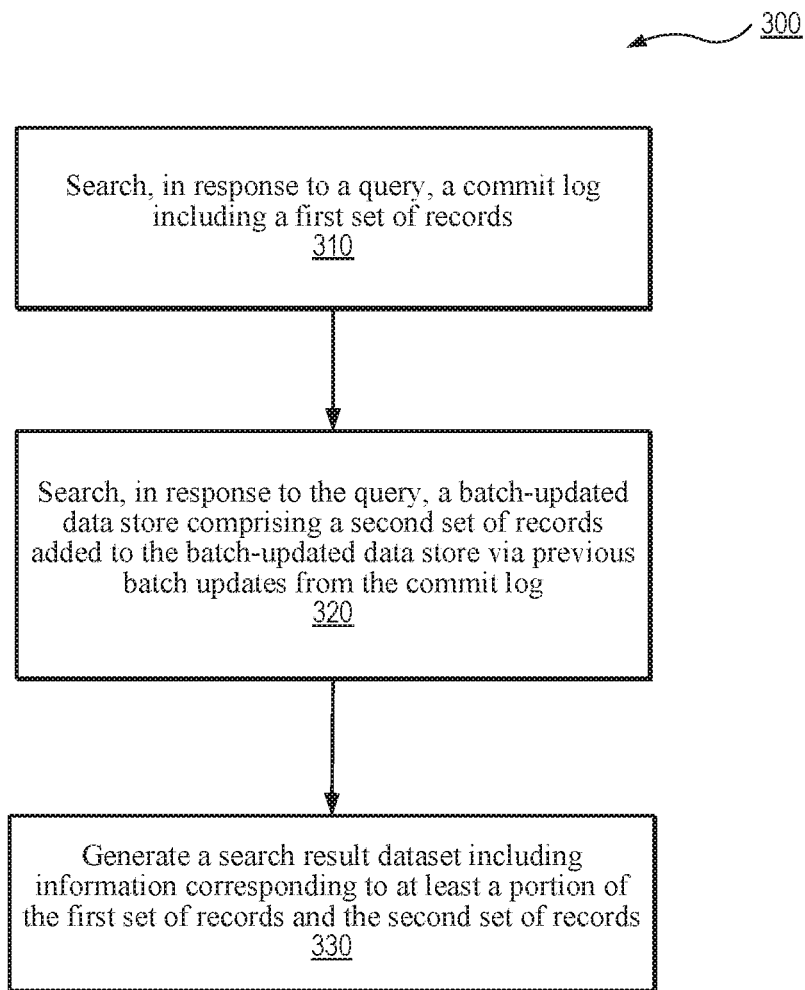 300
Search, in response to a query, a commit log
including a first set of records
310
Search, in response to the query, a batch-updated
data store comprising a second set of records
added to the batch-updated data store via previous
batch updates from the commit log
320
Generate a search result dataset including
information corresponding to at least a portion of
the first set of records and the second set of records
330